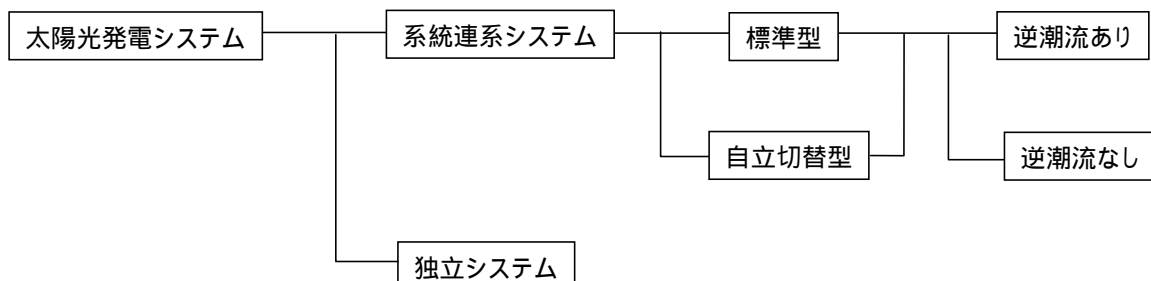 太陽光発電システム
系統連系システム
標準型
逆潮流あり
自立切替型
逆潮流なし
独立システム